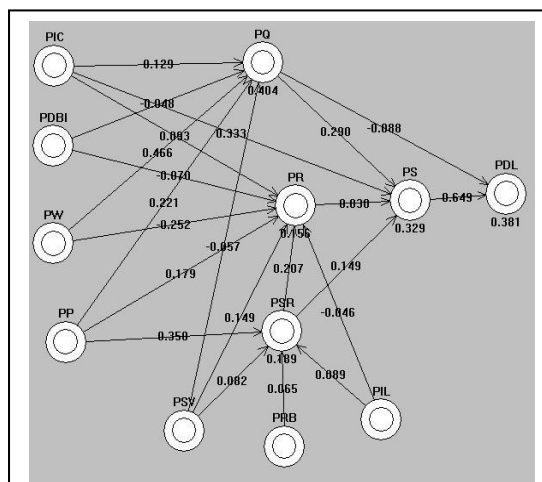 PIC
PQ
0.129
0.404
PDBI
-0.048
0.093
0.333
0.290
-0.088
0.466
PR
PS
PDL
-0.070
0.221
0.030
0.649
PW
-0.252
0.156
0.329
0.381
-0.057
0.179
0.207
0.149
PP
0.149
PSR
-0.046
0.350
0.189
0.082
0.089
PSV
0.065
PRB
PIL